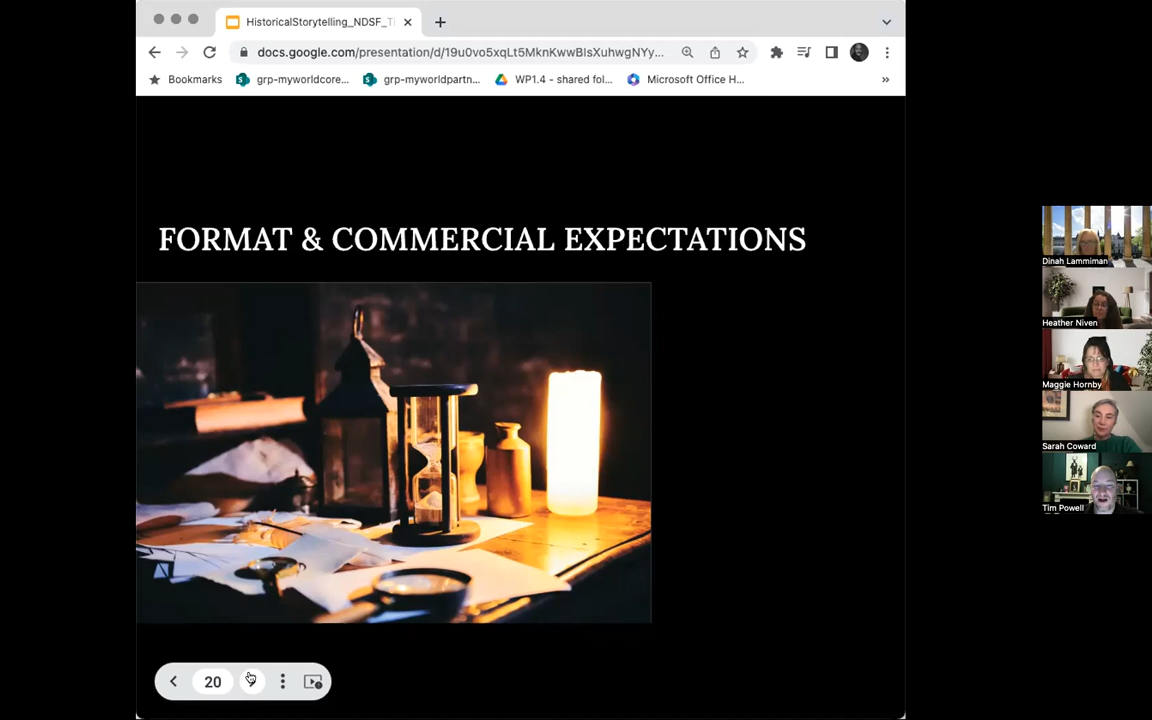 HistoricalStorytelling_NDSF_T
docs.google.com/presentation/d/19u0vo5xqLt5MknKwwBlsXuhwgNYy...
Bookmarks
grp-myworldcore...
grp-myworldpartn...
WP1.4 - shared fol...
Microsoft Office H...
»
FORMAT & COMMERCIAL EXPECTATIONS
Dinah Lammiman
Heather Niven
Maggie Hornby
Sarah Coward
Tim Powell
20